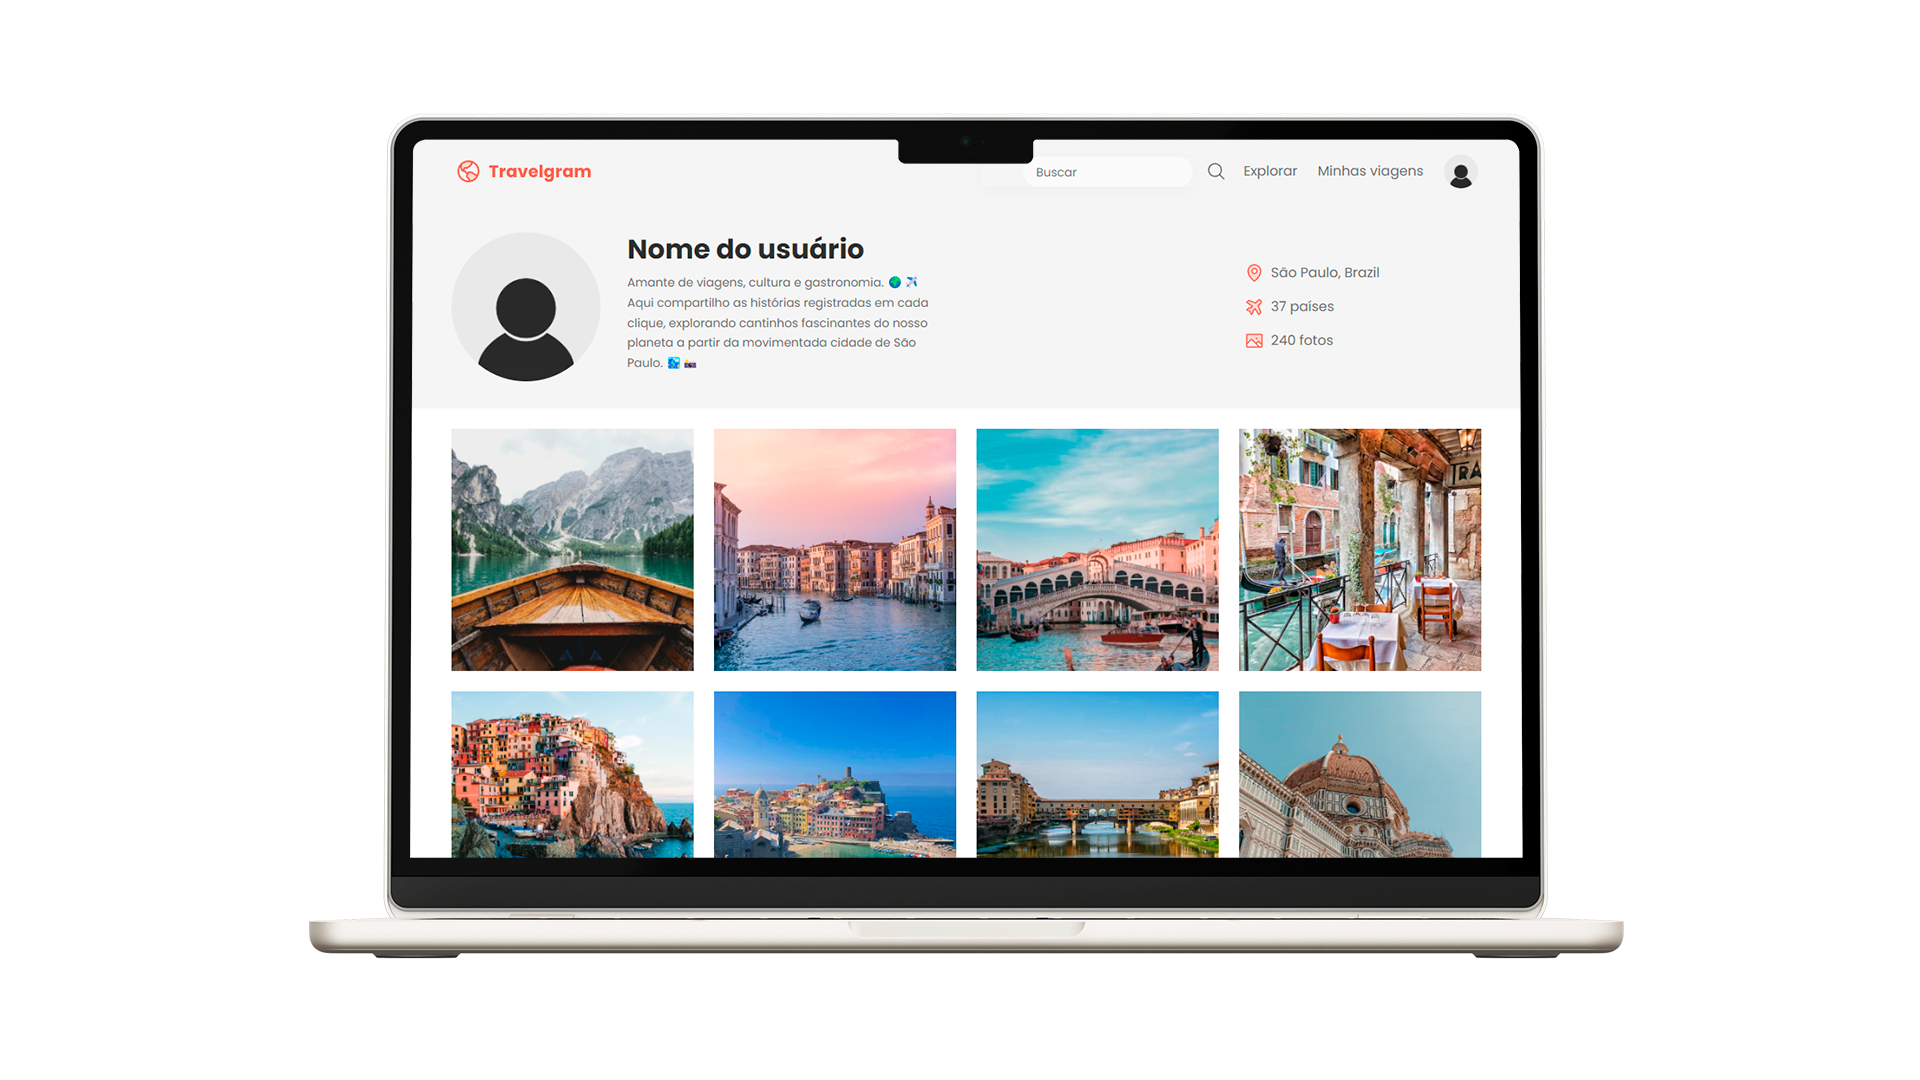 Travelgram
Buscar
Explorar
Minhas viagens
Nome do usuário
Amante de viagens, cultura e gastronomia. 🌍 ✈️
Aqui compartilho as histórias registradas em cada
clique, explorando cantinhos fascinantes do nosso
planeta a partir da movimentada cidade de São
Paulo.
São Paulo, Brazil
37 países
240 fotos
TRA